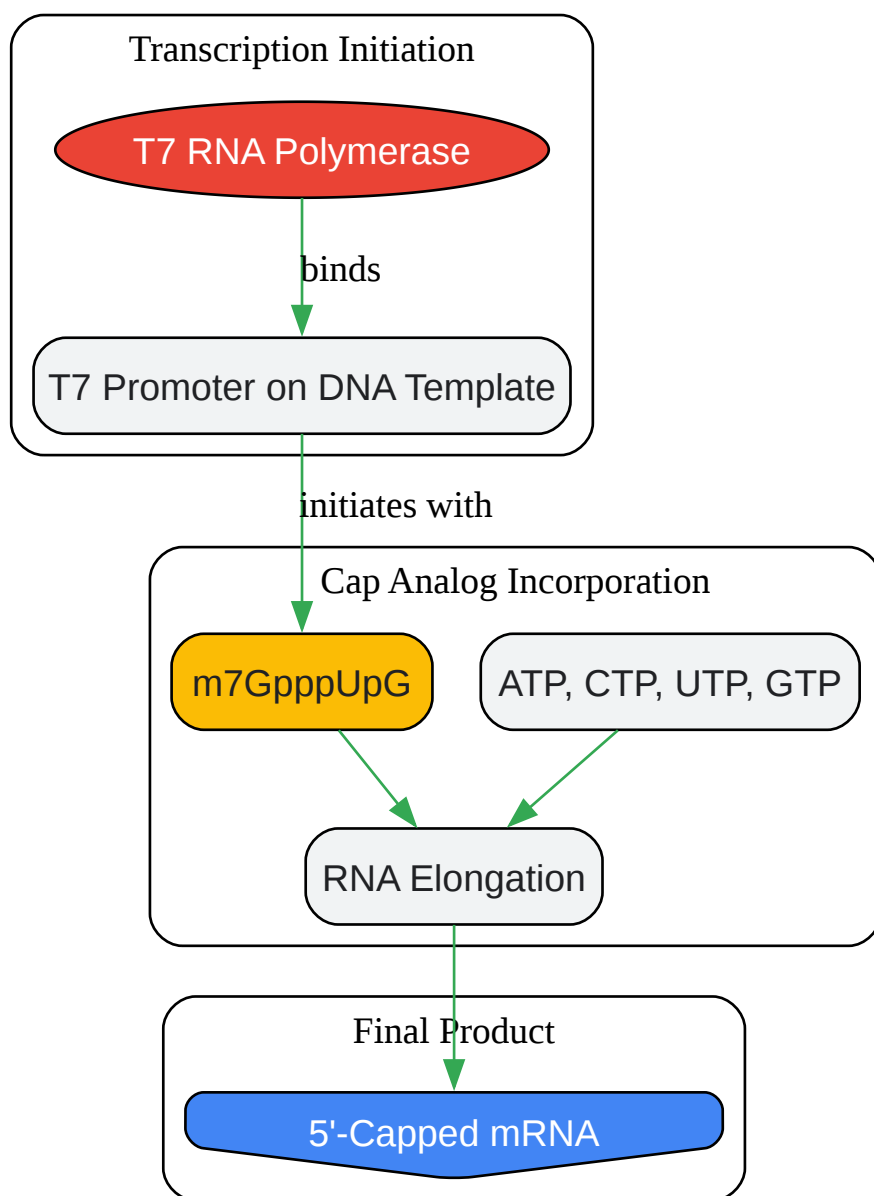 Transcription Initiation
T7 RNA Polymerase
binds
T7 Promoter on DNA Template
initiates with
Cap Analog Incorporation
m7GpppUpG
ATP, CTP, UTP, GTP
RNA Elongation
Final Product
5'-Capped mRNA